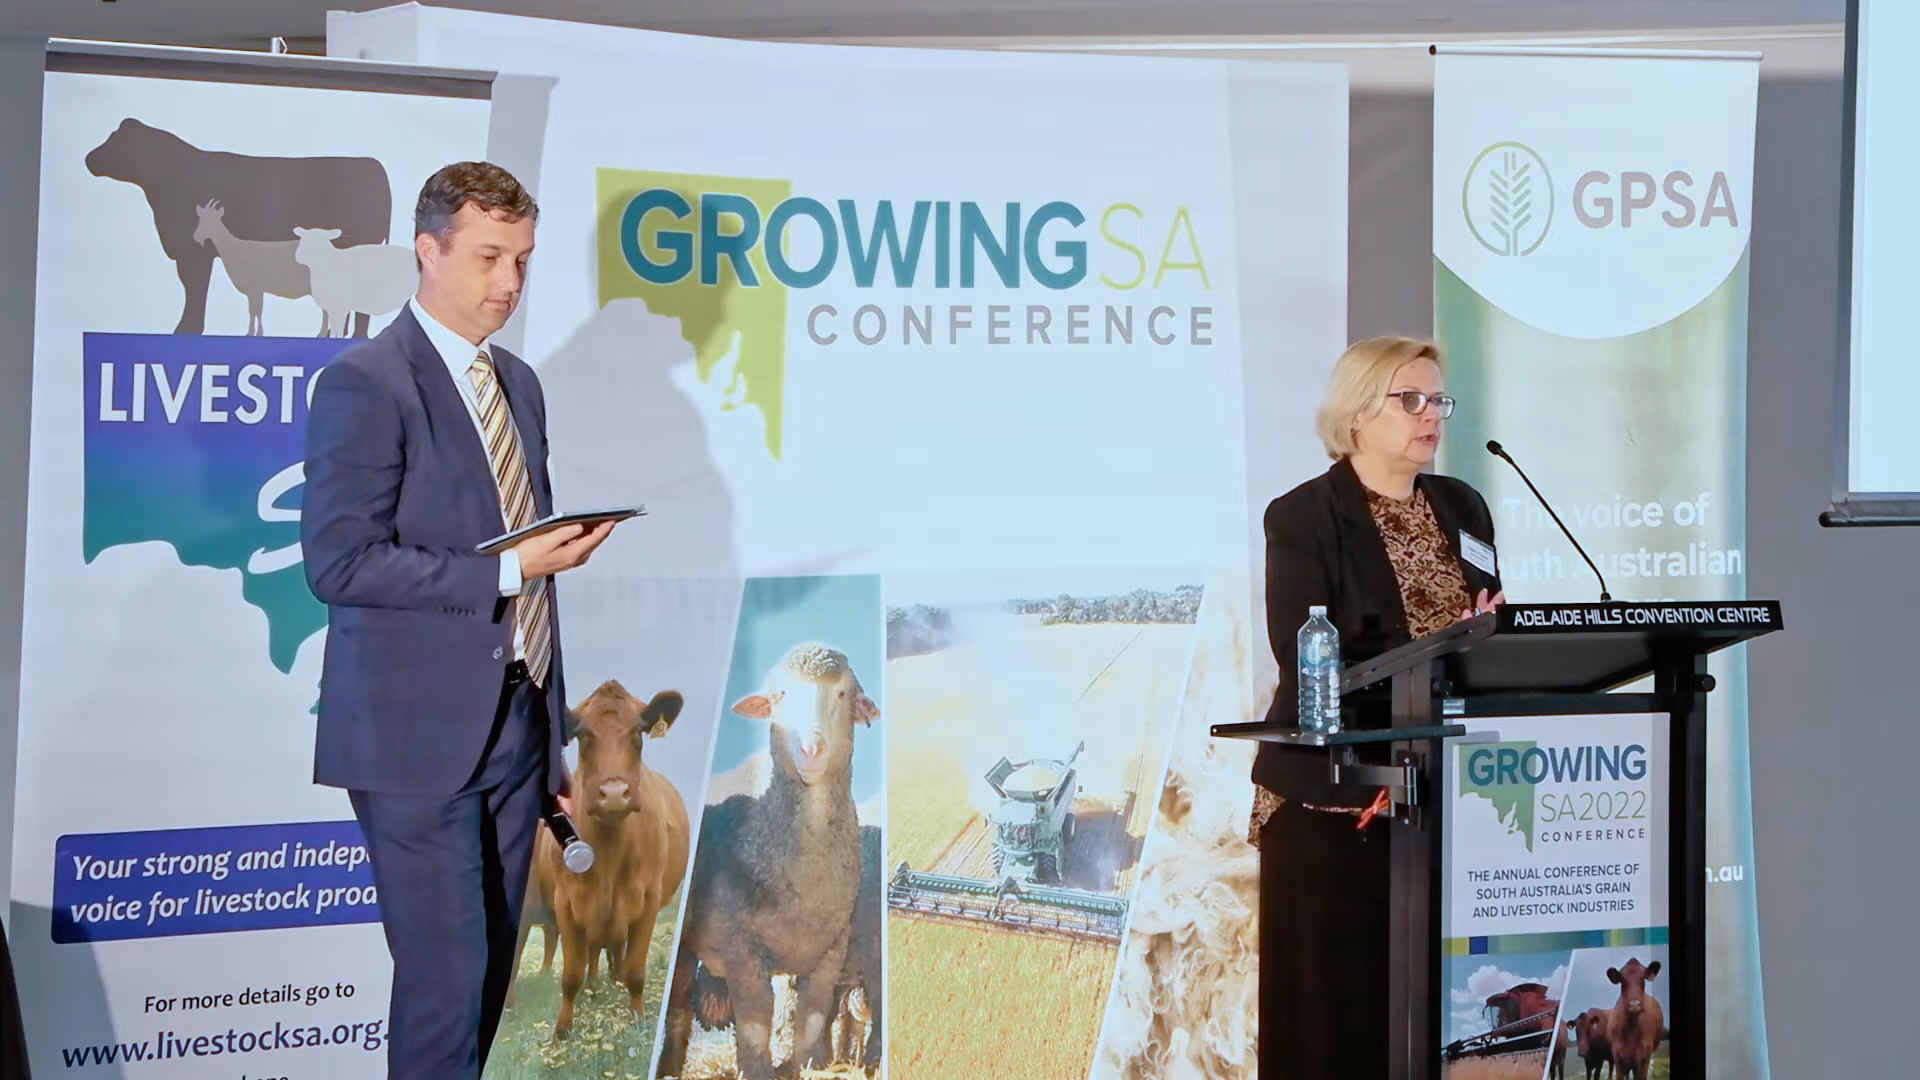 LIVEST
S
Your strong and indep
voice for livestock prod
For more details go to
www.livestocksa.org.
GROWING SA
CONFERENCE
GPSA
The voice of
South Australian
n.au
ADELAIDE HILLS CONVENTION CENTRE
GROWING
SA2022
CONFERENCE
THE ANNUAL CONFERENCE OF
SOUTH AUSTRALIA'S GRAIN
AND LIVESTOCK INDUSTRIES